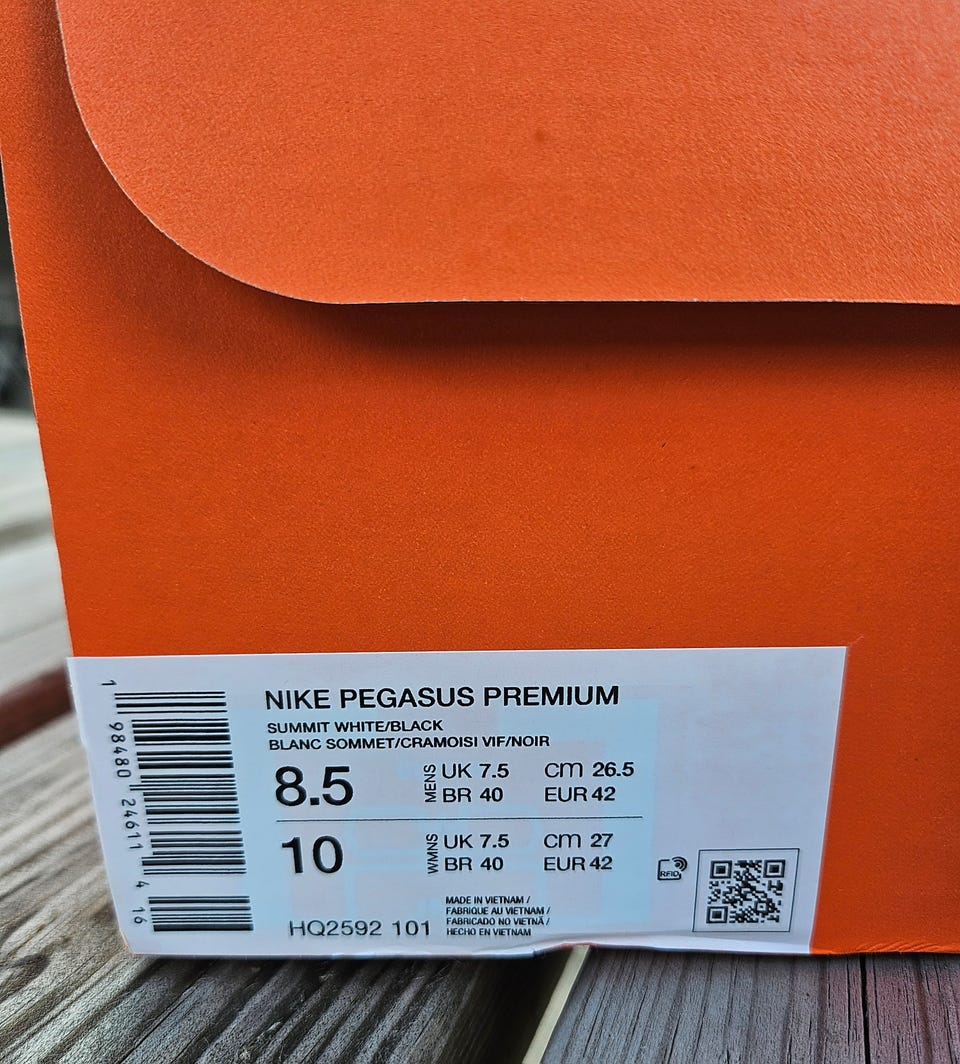 NIKE PEGASUS PREMIUM
SUMMIT WHITE/BLACK
BLANC SOMMET/CRAMOISI VIF/NOIR
8.5 MENS UK 7.5 cm 26.5
BR 40 EUR 42
10 WMNS UK 7.5 cm 27
BR 40 EUR 42
RFID
HQ2592 101
MADE IN VIETNAM /
FABRIQUE AU VIETNAM /
FABRICADO NO VIETNÃ /
HECHO EN VIETNAM
1 98480 24611 4 16